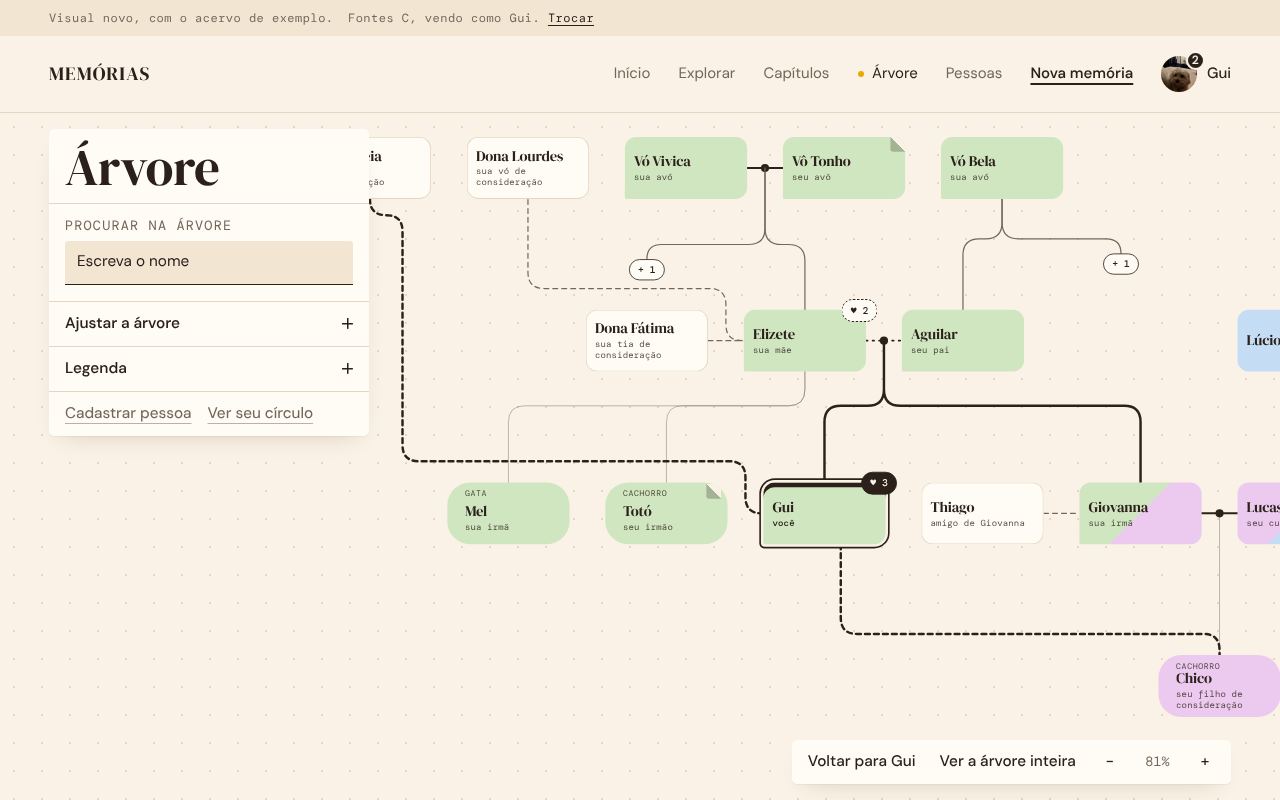 Visual novo, com o acervo de exemplo. Fontes C, vendo como Gui. Trocar
MEMÓRIAS
Início
Explorar
Capítulos
Árvore
Pessoas
Nova memória
2
Gui
Árvore
PROCURAR NA ÁRVORE
Escreva o nome
Ajustar a árvore
Legenda
Cadastrar pessoa
Ver seu círculo
Dona Lourdes
sua vó de
consideração
Vó Vivica
sua avó
Vô Tonho
seu avô
Vó Bela
sua avó
+ 1
+ 1
Dona Fátima
sua tia de
consideração
Elizete
sua mãe
♥ 2
Aguilar
seu pai
Lúcio
GATA
Mel
sua irmã
CACHORRO
Totó
seu irmão
Gui
você
♥ 3
Thiago
amigo de Giovanna
Giovanna
sua irmã
Lucas
seu cu
CACHORRO
Chico
seu filho de
consideração
Voltar para Gui
Ver a árvore inteira
−
81%
+